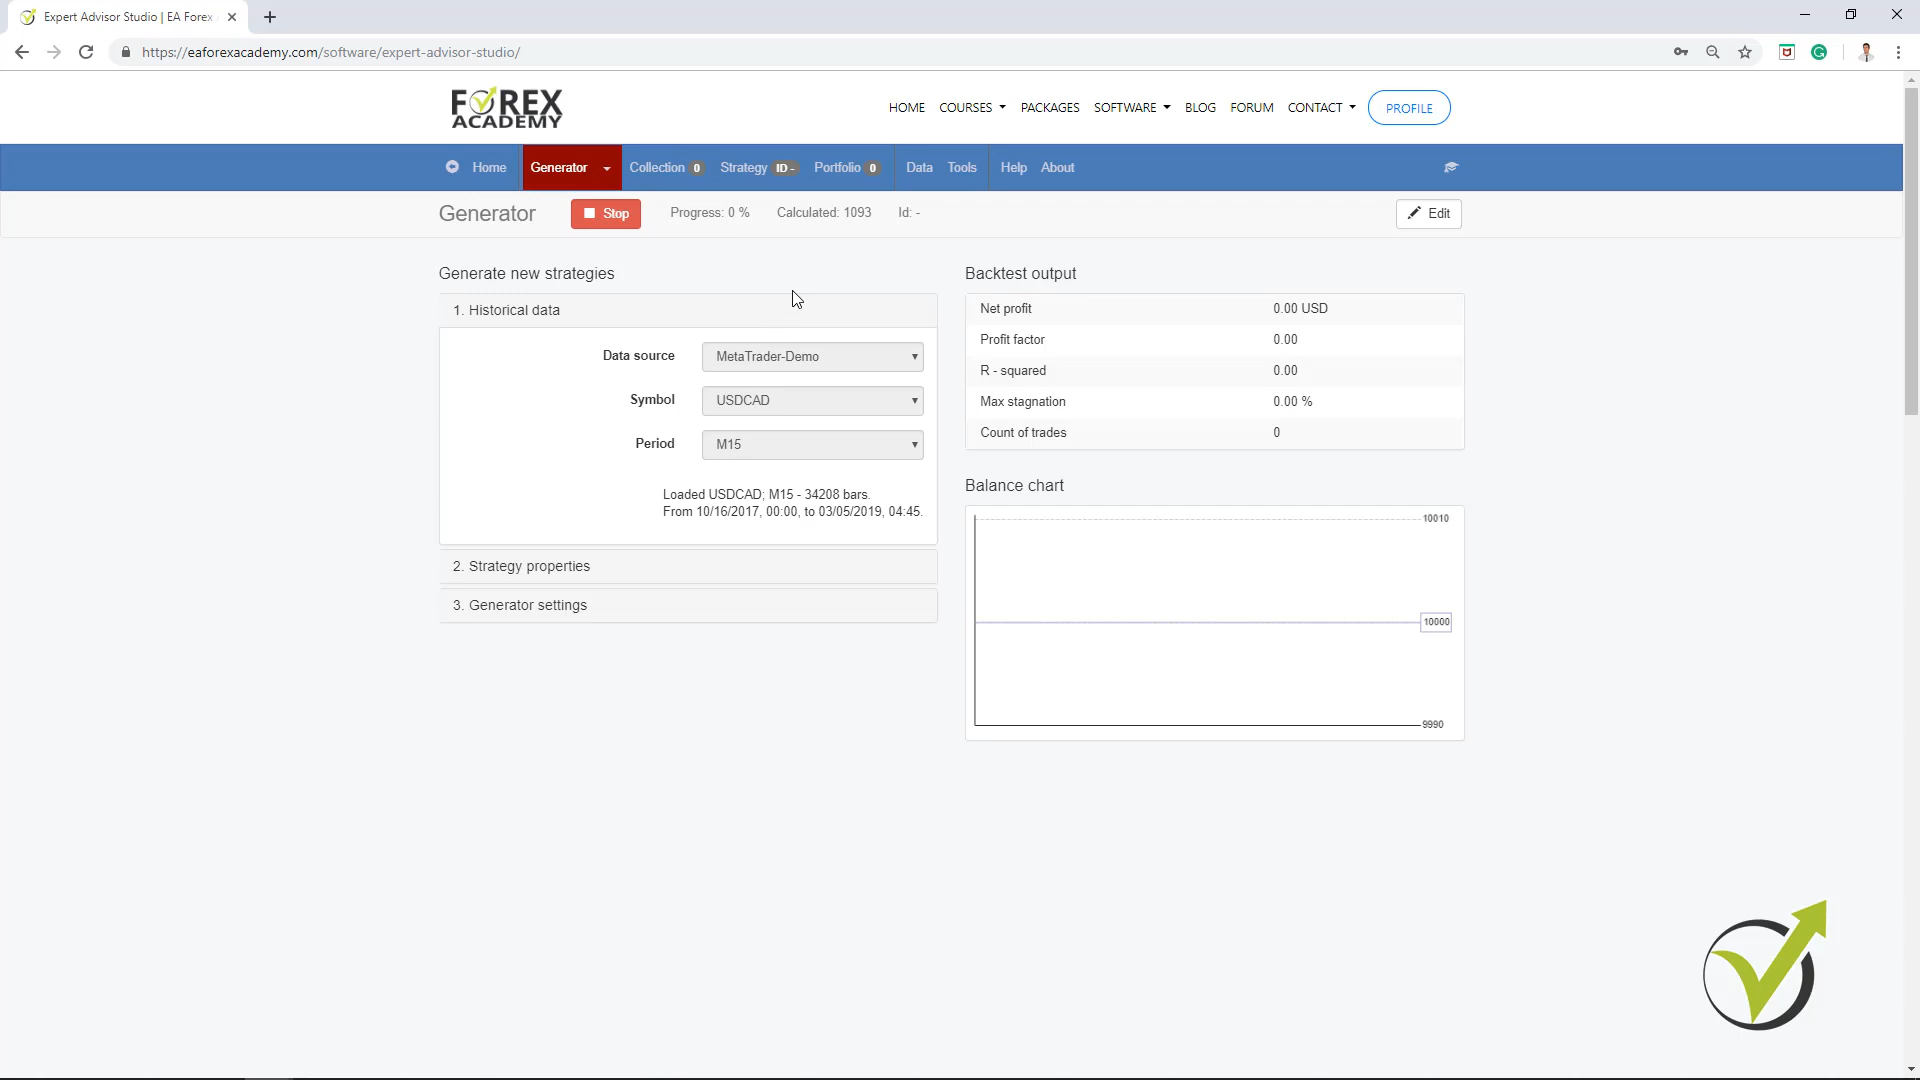 Expert Advisor Studio | EA Forex
https://eaforexacademy.com/software/expert-advisor-studio/
FOREX
ACADEMY
HOME COURSES PACKAGES SOFTWARE BLOG FORUM CONTACT PROFILE
Home Generator Collection 0 Strategy ID - Portfolio 0 Data Tools Help About
Generator Stop Progress: 0 % Calculated: 1093 Id: - Edit
Generate new strategies
1. Historical data
Data source MetaTrader-Demo
Symbol USDCAD
Period M15
Loaded USDCAD; M15 - 34208 bars.
From 10/16/2017, 00:00, to 03/05/2019, 04:45.
2. Strategy properties
3. Generator settings
Backtest output
Net profit 0.00 USD
Profit factor 0.00
R - squared 0.00
Max stagnation 0.00 %
Count of trades 0
Balance chart
10010
10000
9990